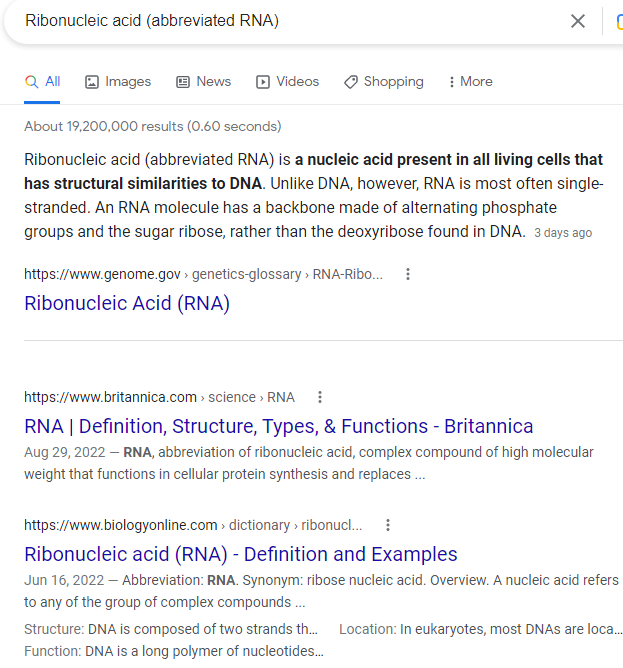 Ribonucleic acid (abbreviated RNA)
All Images News Videos Shopping More
About 19,200,000 results (0.60 seconds)
Ribonucleic acid (abbreviated RNA) is a nucleic acid present in all living cells that
has structural similarities to DNA. Unlike DNA, however, RNA is most often single-
stranded. An RNA molecule has a backbone made of alternating phosphate
groups and the sugar ribose, rather than the deoxyribose found in DNA. 3 days ago
https://www.genome.gov › genetics-glossary › RNA-Ribo...
Ribonucleic Acid (RNA)
https://www.britannica.com › science › RNA
RNA | Definition, Structure, Types, & Functions - Britannica
Aug 29, 2022 — RNA, abbreviation of ribonucleic acid, complex compound of high molecular
weight that functions in cellular protein synthesis and replaces ...
https://www.biologyonline.com › dictionary › ribonucl...
Ribonucleic acid (RNA) - Definition and Examples
Jun 16, 2022 — Abbreviation: RNA. Synonym: ribose nucleic acid. Overview. A nucleic acid refers
to any of the group of complex compounds ...
Structure: DNA is composed of two strands th... Location: In eukaryotes, most DNAs are loca...
Function: DNA is a long polymer of nucleotides...